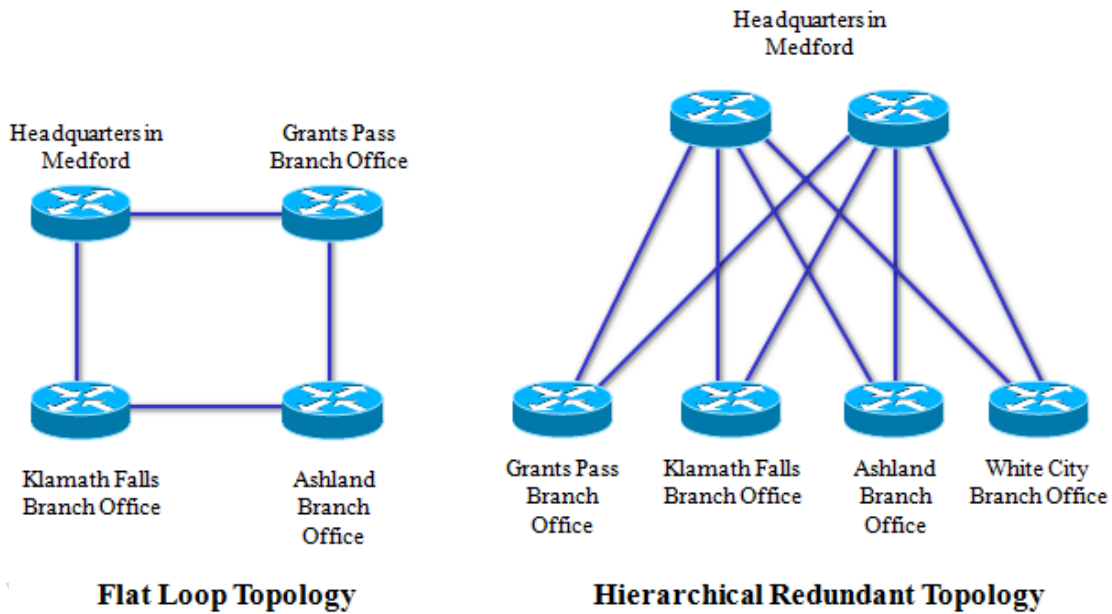 Headquarters in
Medford
Grants Pass
Branch Office
Klamath Falls
Branch Office
Ashland
Branch
Office
Flat Loop Topology
Headquarters in
Medford
Grants Pass
Branch
Office
Klamath Falls
Branch Office
Ashland
Branch
Office
White City
Branch Office
Hierarchical Redundant Topology